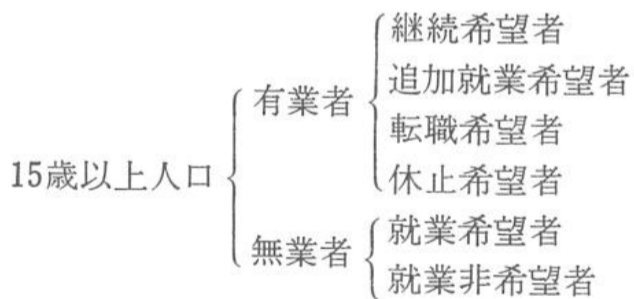 継続希望者
追加就業希望者
有業者
転職希望者
15歳以上人口
休止希望者
就業希望者
無業者
就業非希望者